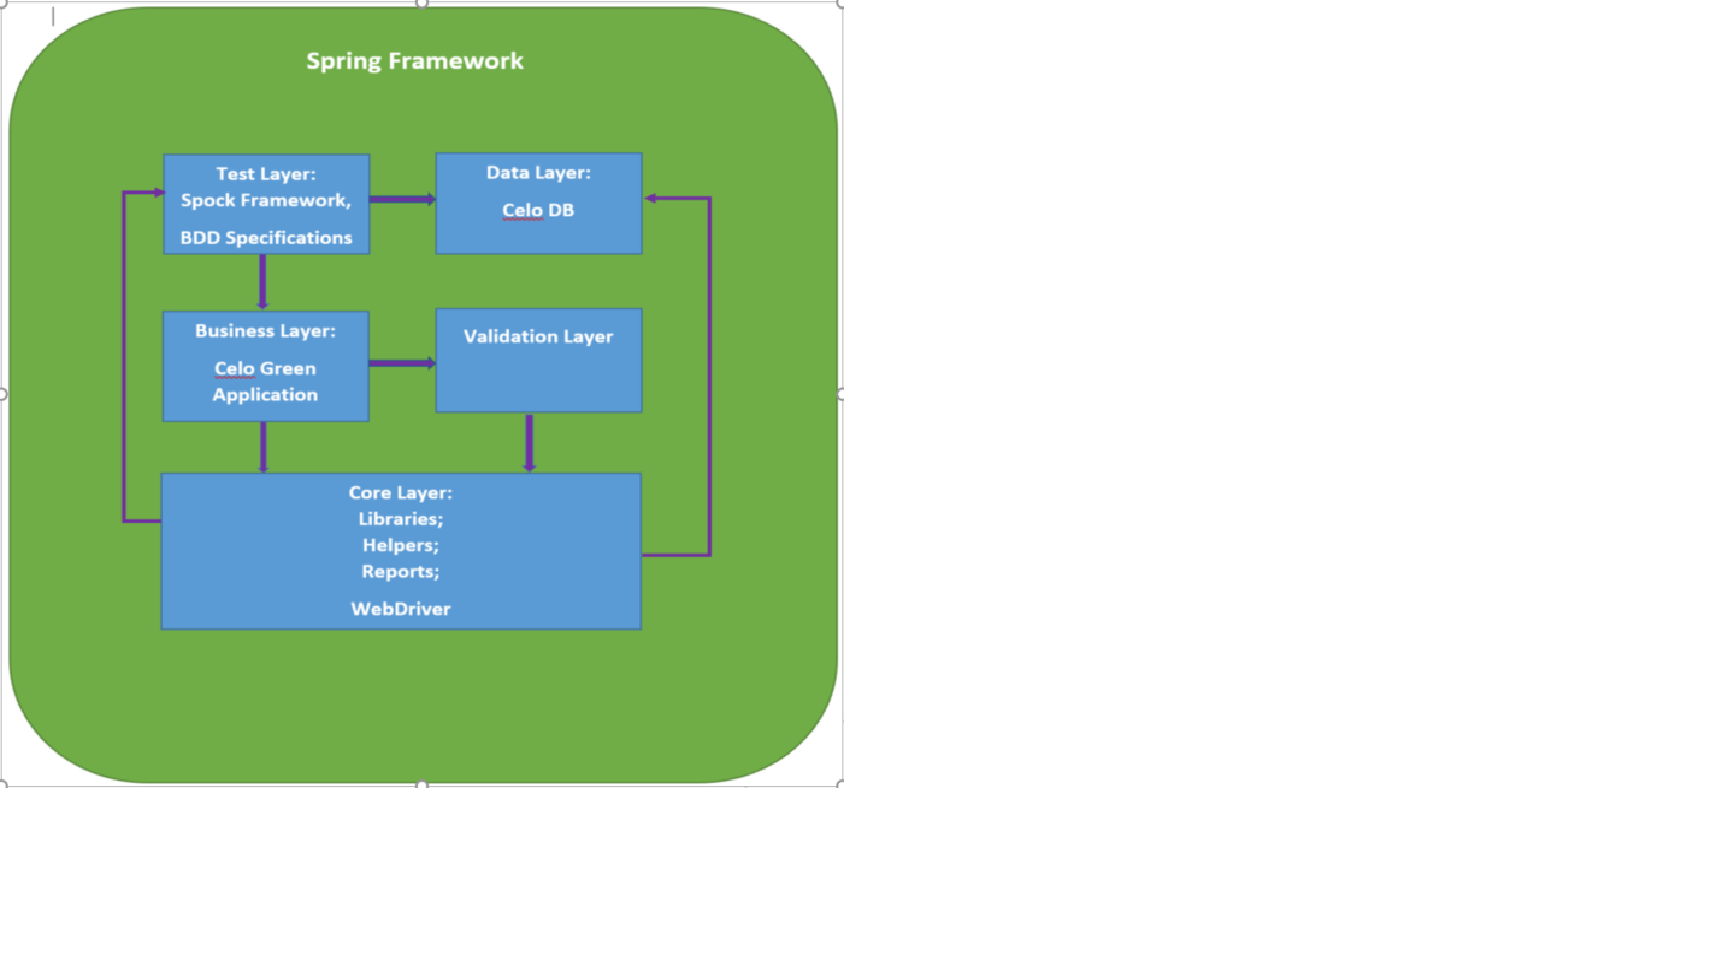 Spring Framework
Test Layer:
Spock Framework,
BDD Specifications
Data Layer:
Celo DB
Business Layer:
Celo Green
Application
Validation Layer
Core Layer:
Libraries;
Helpers;
Reports;
WebDriver